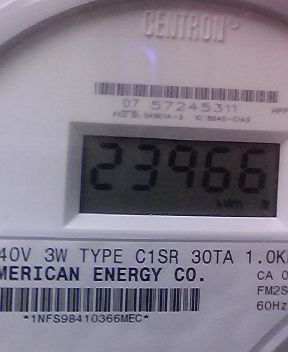 CENTRON®
07 57245311
23966
kWh
40V 3W TYPE C1SR 30TA 1.0K
MERICAN ENERGY CO.
CA 0
FM2S
60Hz
*1NFS98410366MEC*